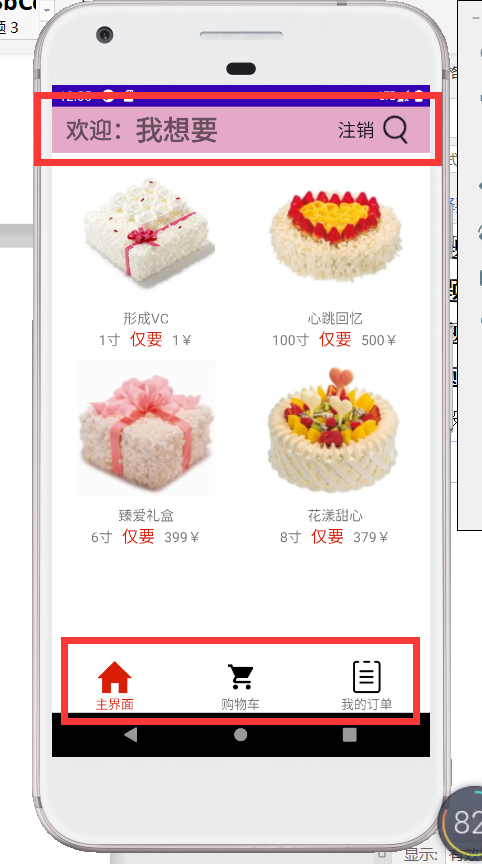 题 3
欢迎： 我想要 注销
形成VC 心跳回忆
1寸 仅要 1￥ 100寸 仅要 500￥
臻爱礼盒 花漾甜心
6寸 仅要 399￥ 8寸 仅要 379￥
主界面 购物车 我的订单
82
显示: